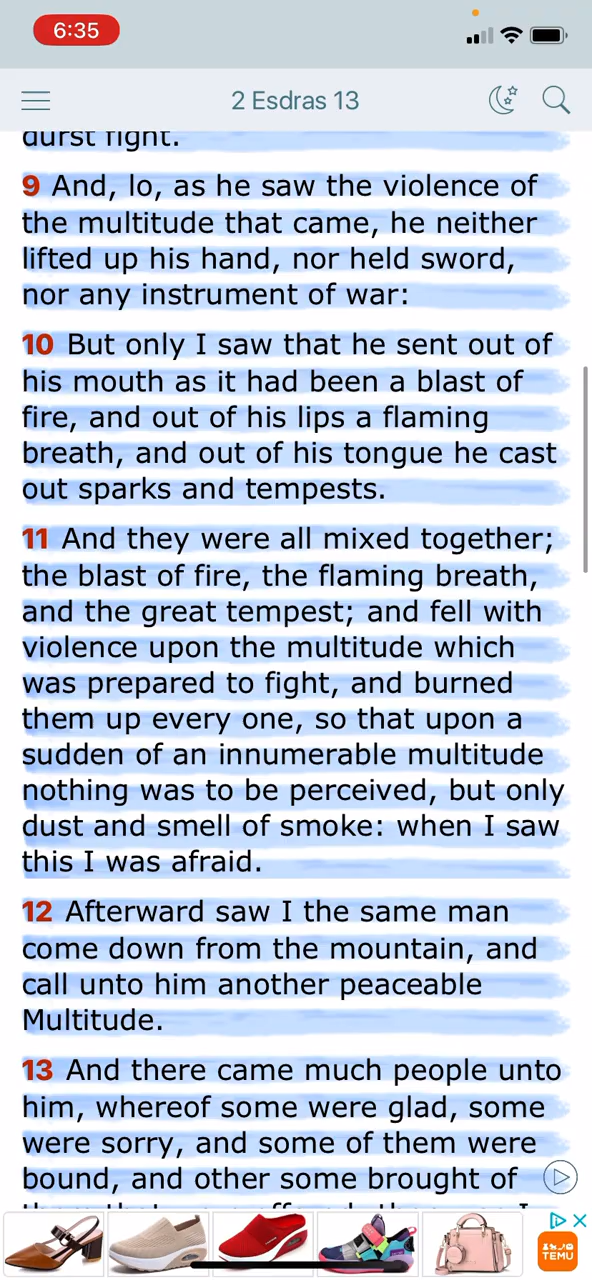 6:35
2 Esdras 13
durst fight.
9 And, lo, as he saw the violence of
the multitude that came, he neither
lifted up his hand, nor held sword,
nor any instrument of war:
10 But only I saw that he sent out of
his mouth as it had been a blast of
fire, and out of his lips a flaming
breath, and out of his tongue he cast
out sparks and tempests.
11 And they were all mixed together;
the blast of fire, the flaming breath,
and the great tempest; and fell with
violence upon the multitude which
was prepared to fight, and burned
them up every one, so that upon a
sudden of an innumerable multitude
nothing was to be perceived, but only
dust and smell of smoke: when I saw
this I was afraid.
12 Afterward saw I the same man
come down from the mountain, and
call unto him another peaceable
Multitude.
13 And there came much people unto
him, whereof some were glad, some
were sorry, and some of them were
bound, and other some brought of
TEMU